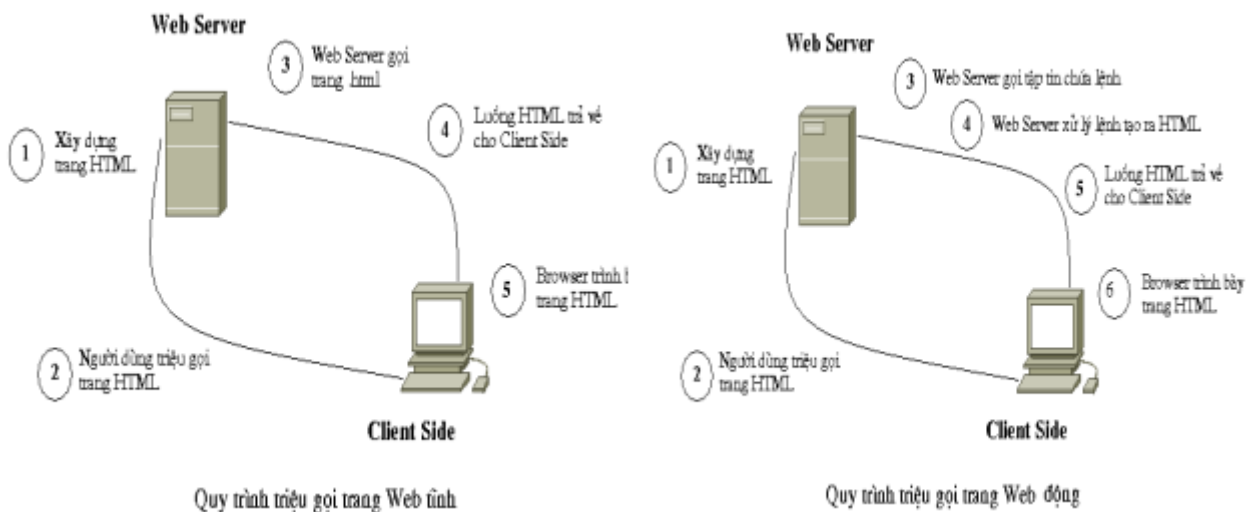 Web Server
3
Web Server gọi
trang .html
4
Luồng HTML trả về
cho Client Side
1
Xây dựng
trang HTML
5
Browser trình
trang HTML
2
Người dùng triệu gọi
trang HTML
Client Side
Quy trình triệu gọi trang Web tĩnh
Web Server
3
Web Server gọi tập tin chứa lệnh
4
Web Server xử lý lệnh tạo ra HTML
1
Xây dựng
trang HTML
5
Luồng HTML trả về
cho Client Side
6
Browser trình bày
trang HTML
2
Người dùng triệu gọi
trang HTML
Client Side
Quy trình triệu gọi trang Web động